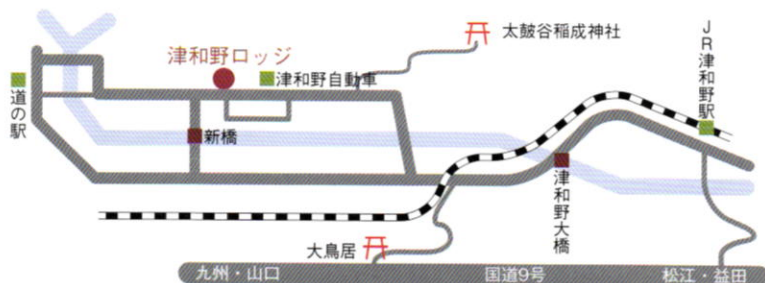 太皷谷稲成神社
JR津和野駅
津和野ロッジ
津和野自動車
道の駅
新橋
津和野大橋
大鳥居
九州・山口
国道9号
松江・益田